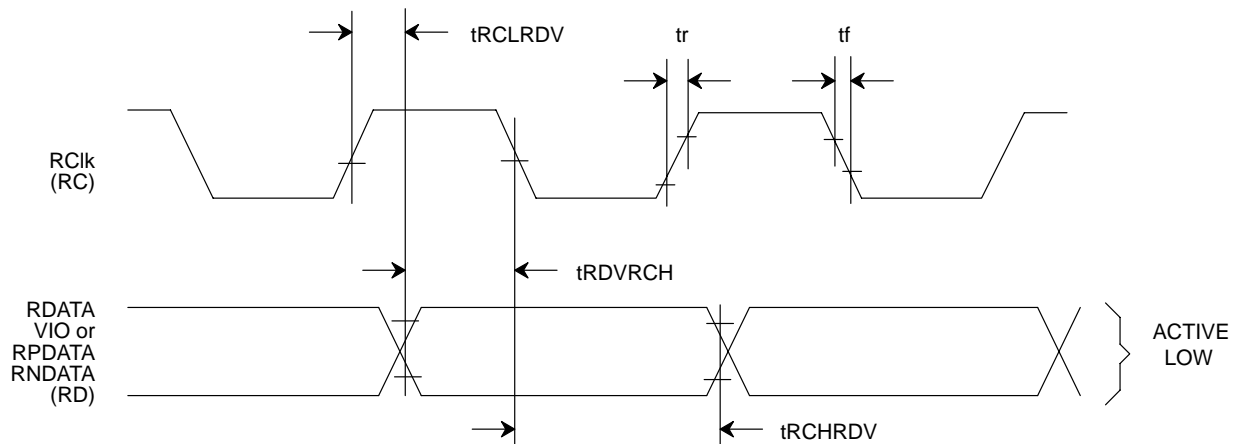 tRCLRDV
tr
tf
RClk
(RC)
tRDVRCH
RDATA
VIO or
RPDATA
RNDATA
(RD)
ACTIVE
LOW
tRCHRDV